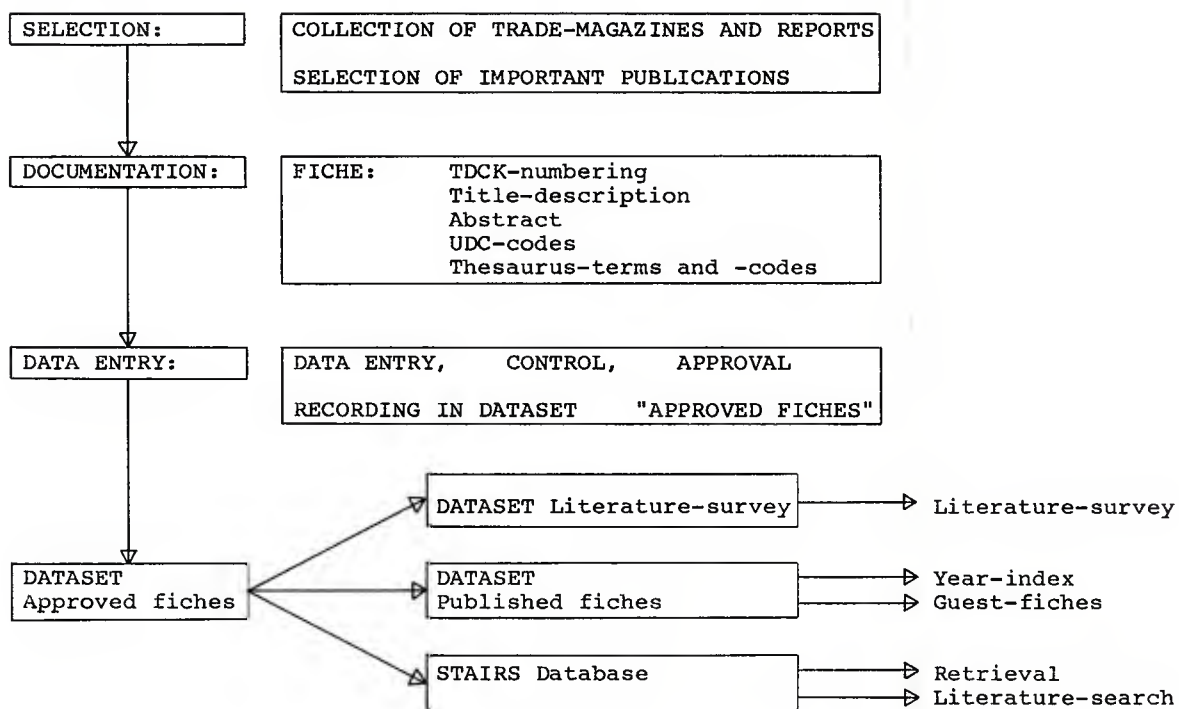 SELECTION:
COLLECTION OF TRADE-MAGAZINES AND REPORTS
SELECTION OF IMPORTANT PUBLICATIONS
DOCUMENTATION:
FICHE: TDCK-numbering
Title-description
Abstract
UDC-codes
Thesaurus-terms and -codes
DATA ENTRY:
DATA ENTRY, CONTROL, APPROVAL
RECORDING IN DATASET "APPROVED FICHES"
DATASET Literature-survey
Literature-survey
DATASET
Approved fiches
DATASET
Published fiches
Year-index
Guest-fiches
STAIRS Database
Retrieval
Literature-search